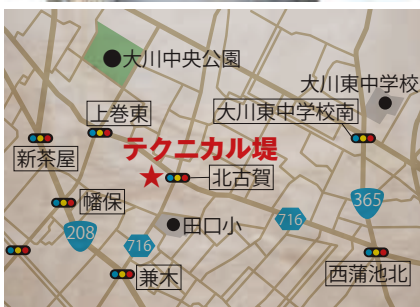 大川中央公園
大川東中学校
上巻東
大川東中学校南
テクニカル堤
新茶屋
北古賀
幡保
365
716
田口小
208
716
兼木
西蒲池北